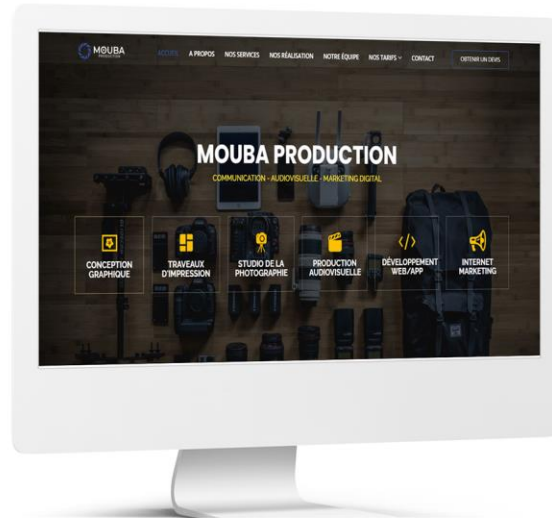 MOUBA
PRODUCTION
ACCUEIL
A PROPOS
NOS SERVICES
NOS RÉALISATION
NOTRE ÉQUIPE
NOS TARIFS
CONTACT
OBTENIR UN DEVIS
MOUBA PRODUCTION
COMMUNICATION - AUDIOVISUELLE - MARKETING DIGITAL
CONCEPTION
GRAPHIQUE
TRAVEAUX
D'IMPRESSION
STUDIO DE LA
PHOTOGRAPHIE
PRODUCTION
AUDIOVISUELLE
DÉVELOPPEMENT
WEB/APP
INTERNET
MARKETING